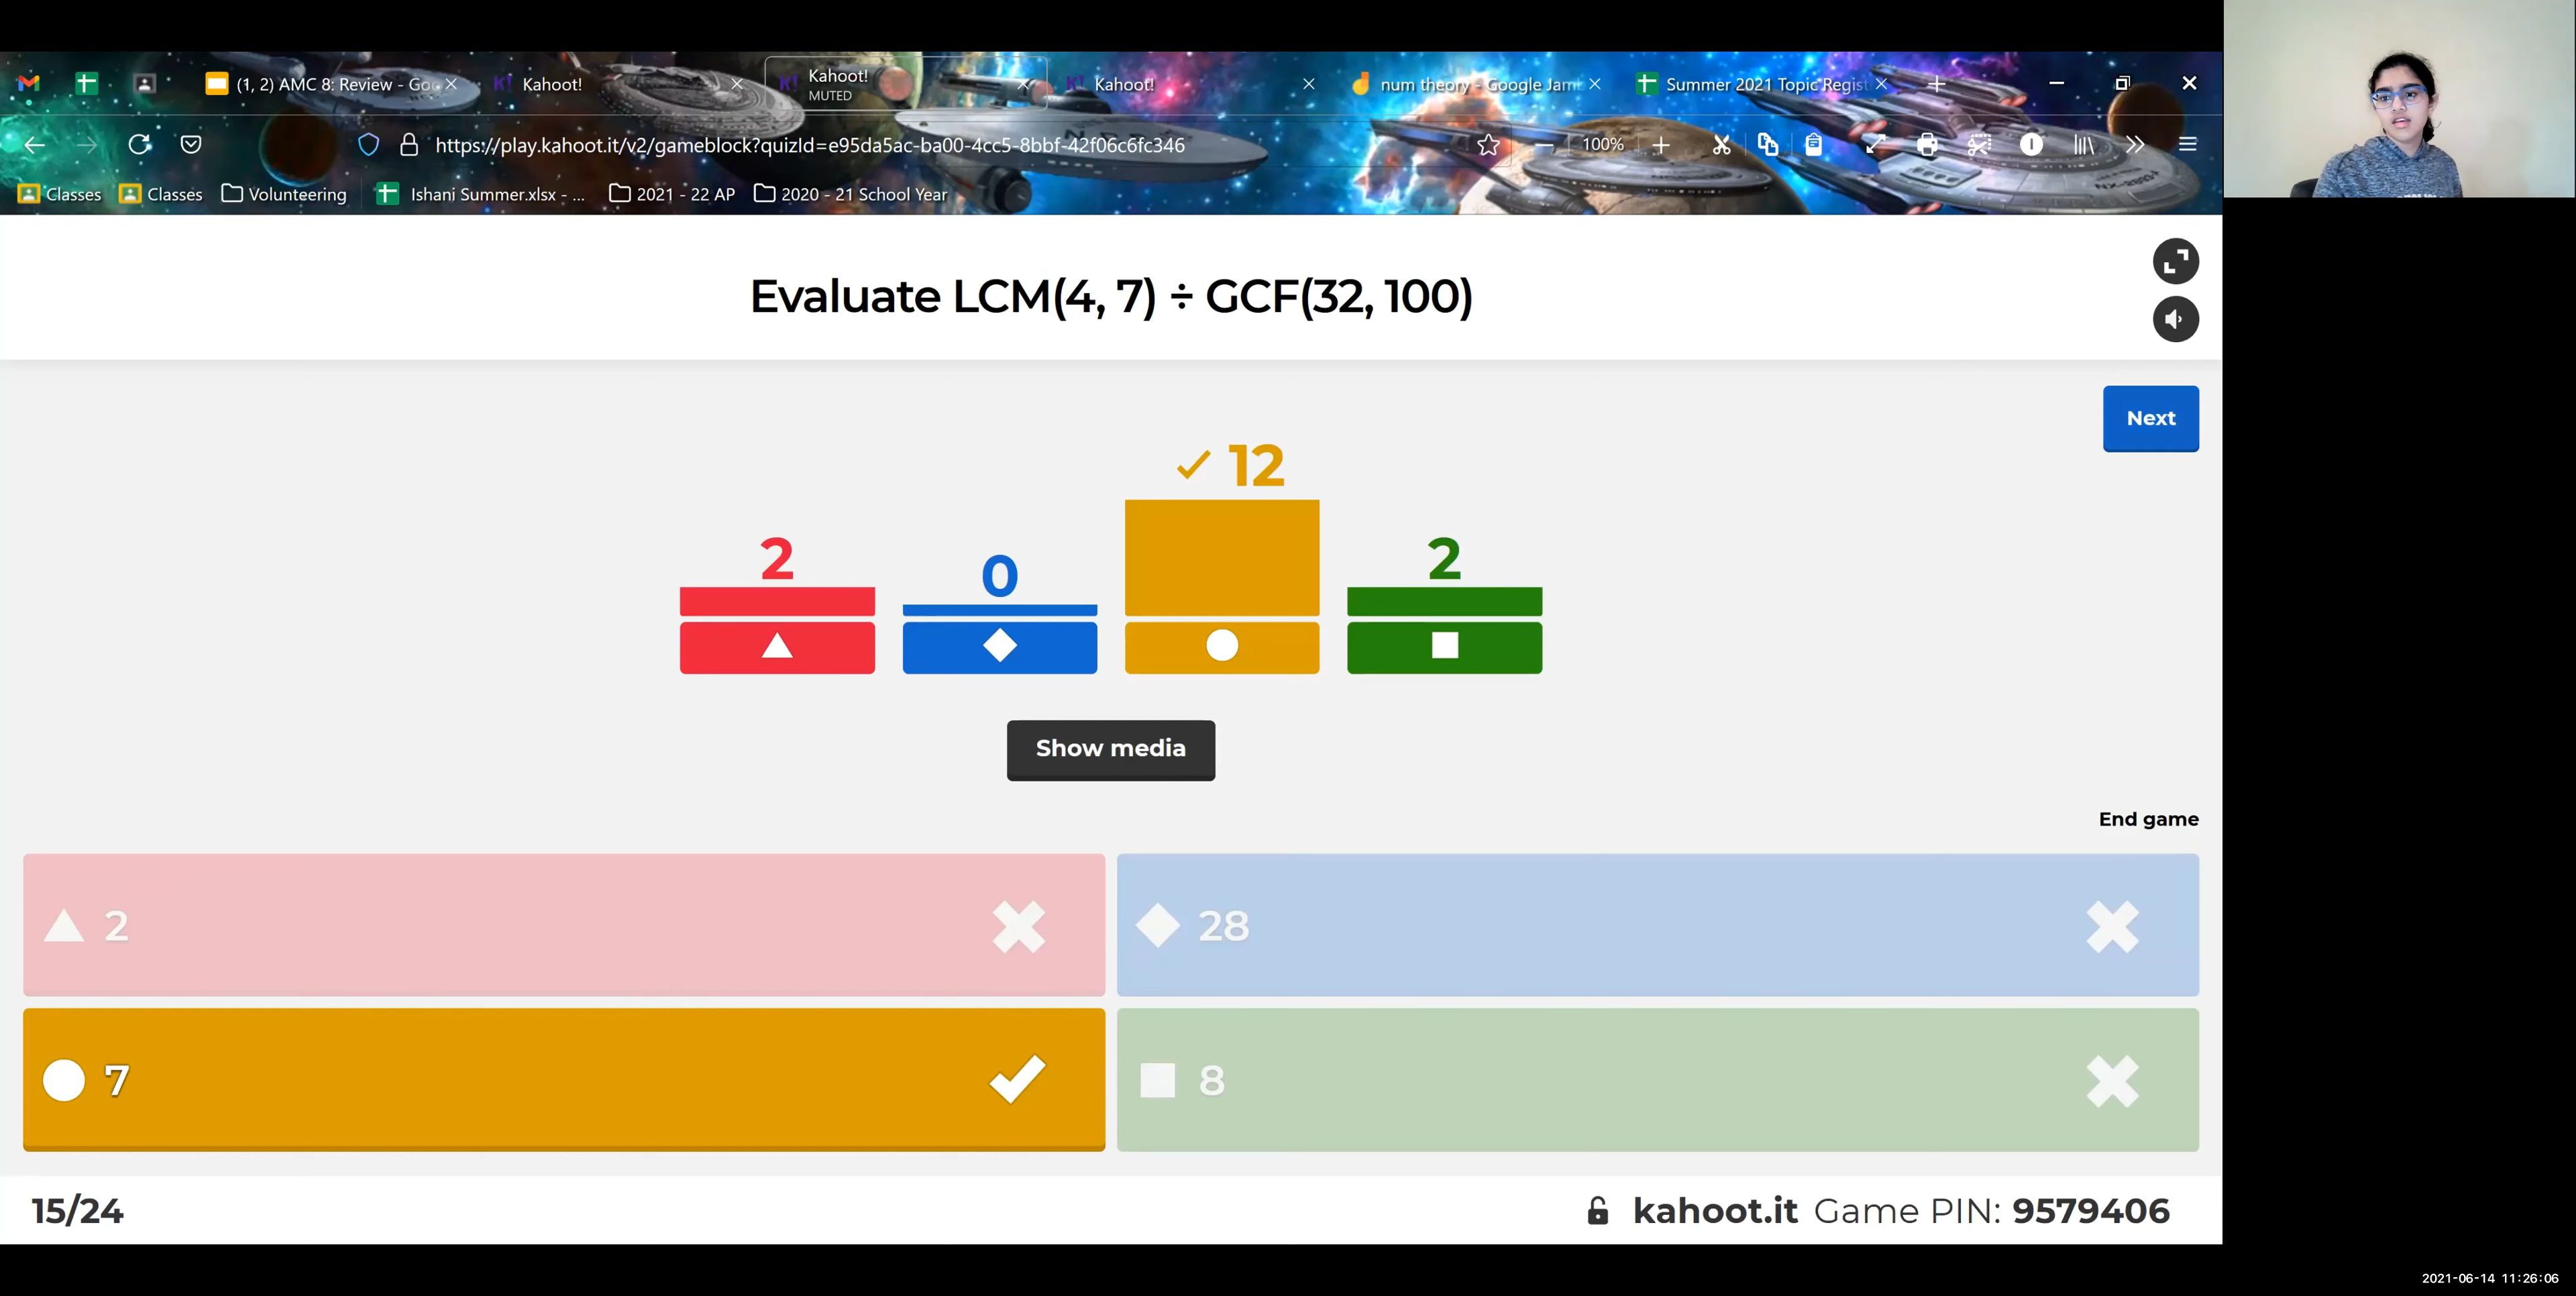 (1, 2) AMC 8: Review - Goo
Kahoot!
Kahoot!
MUTED
Kahoot!
num theory - Google Jam
Summer 2021 Topic Regist
https://play.kahoot.it/v2/gameblock?quizId=e95da5ac-ba00-4cc5-8bbf-42f06c6fc346
100%
Classes
Classes
Volunteering
Ishani Summer.xlsx - ...
2021 - 22 AP
2020 - 21 School Year
Evaluate LCM(4, 7) ÷ GCF(32, 100)
Next
2
0
12
2
Show media
End game
2
28
7
8
15/24
kahoot.it Game PIN: 9579406
2021-06-14 11:26:06